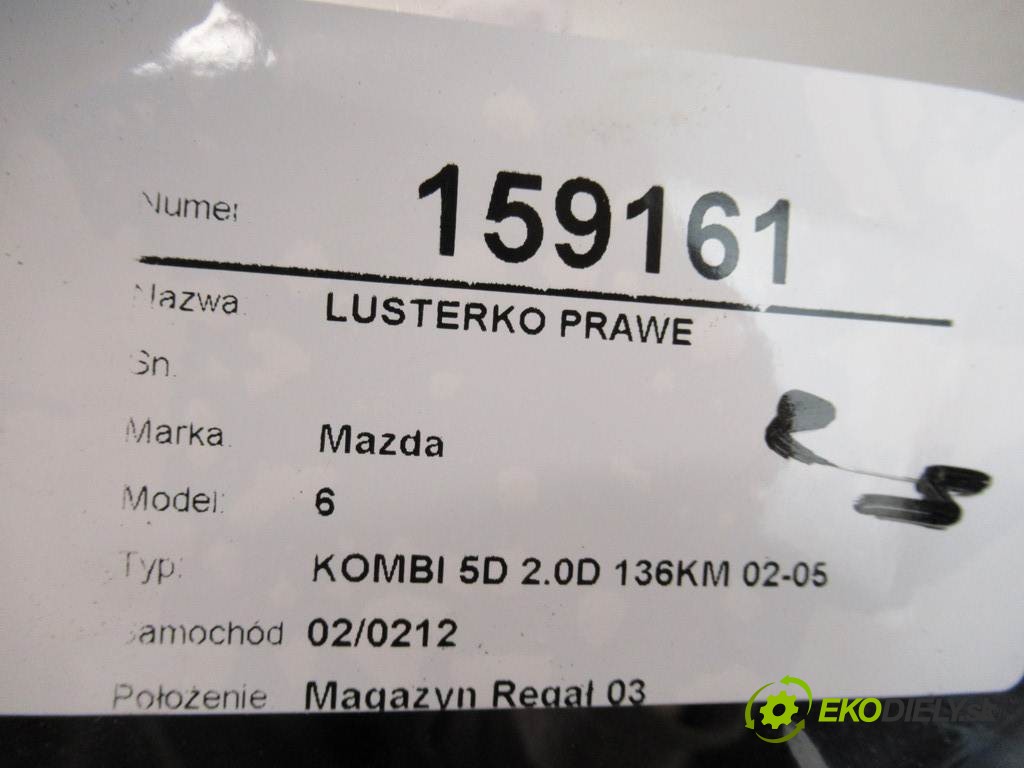 Numer 159161
Nazwa LUSTERKO PRAWE
Sn.
Marka Mazda
Model: 6
Typ: KOMBI 5D 2.0D 136KM 02-05
Samochód 02/0212
Położenie Magazyn Regał 03
EKODIELY.sk